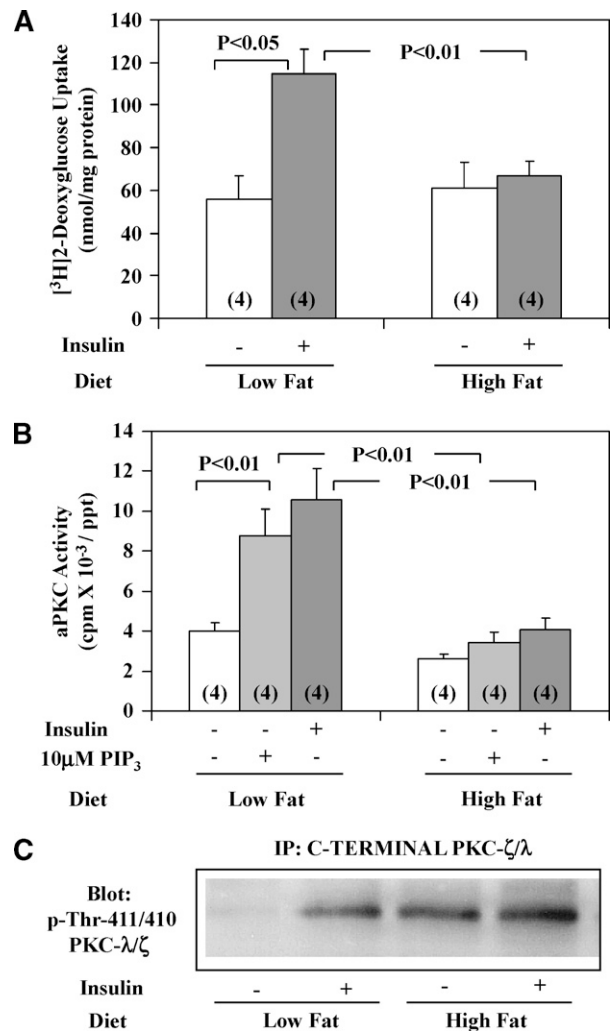 A
[³H]2-Deoxyglucose Uptake
(nmol/mg protein)
140
120
100
80
60
40
20
0
P<0.05
P<0.01
(4) (4) (4) (4)
Insulin - + - +
Diet Low Fat High Fat
B
aPKC Activity
(cpm X 10⁻³ / ppt)
14
12
10
8
6
4
2
0
P<0.01 P<0.01
P<0.01
(4) (4) (4) (4) (4) (4)
Insulin - - + - - +
10μM PIP₃ - + - - + -
Diet Low Fat High Fat
C
IP: C-TERMINAL PKC-ζ/λ
Blot:
p-Thr-411/410
PKC-λ/ζ
Insulin - + - +
Diet Low Fat High Fat